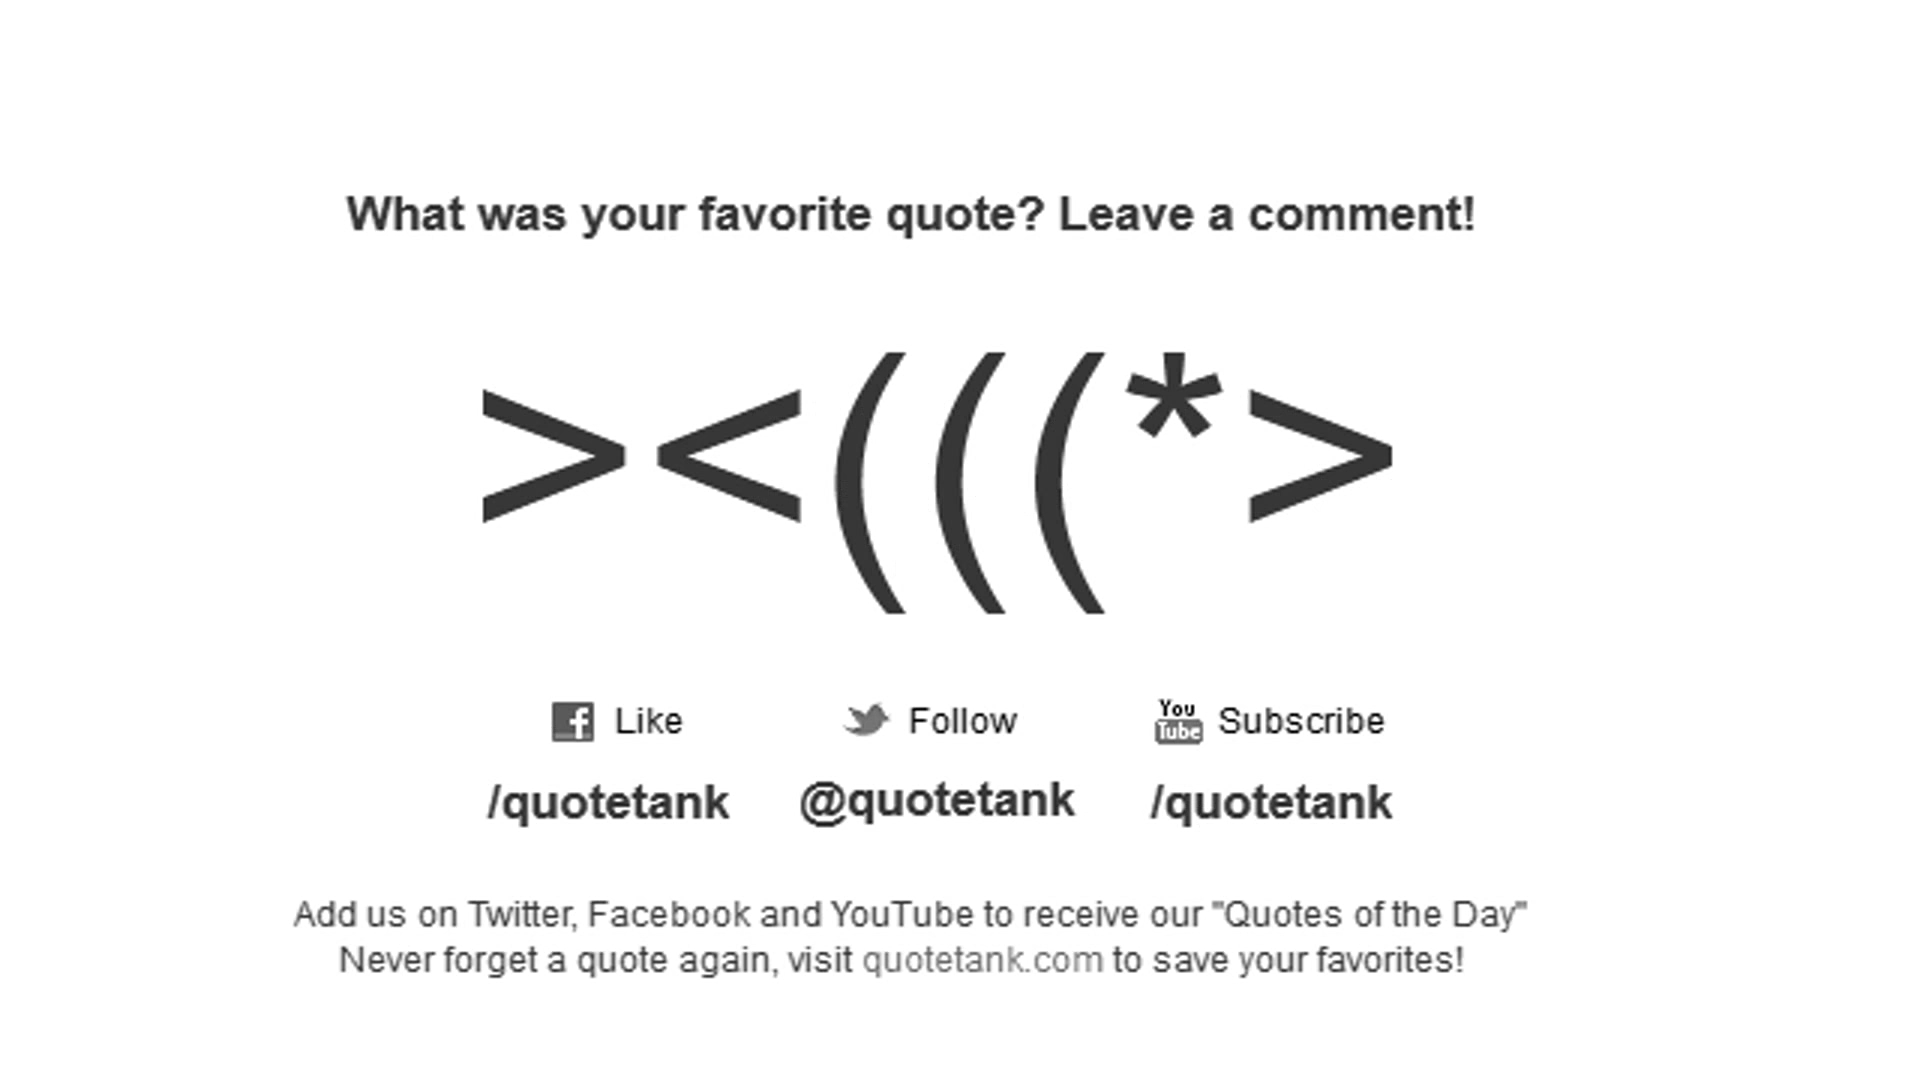 What was your favorite quote? Leave a comment!
><(((*>
f Like Follow You Tube Subscribe
/quotetank @quotetank /quotetank
Add us on Twitter, Facebook and YouTube to receive our "Quotes of the Day"
Never forget a quote again, visit quotetank.com to save your favorites!